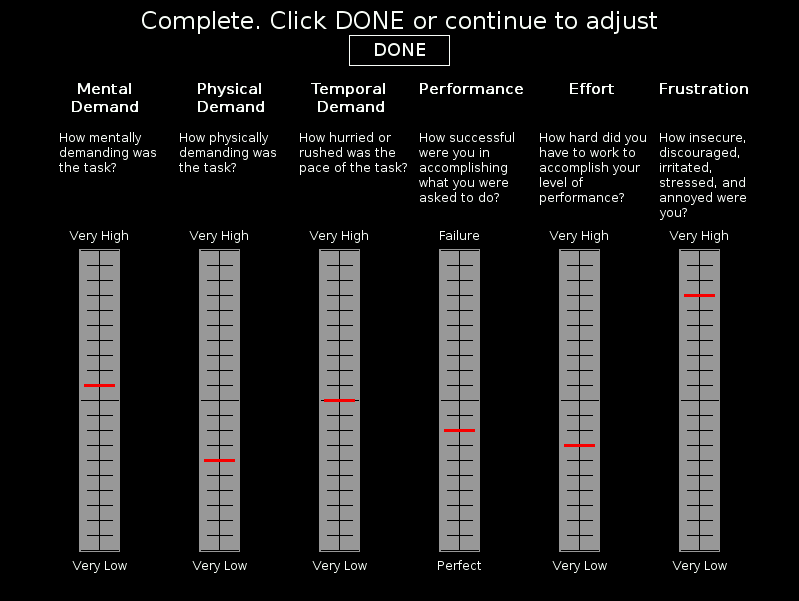 Complete. Click DONE or continue to adjust
DONE
Mental
Demand
How mentally
demanding was
the task?
Very High
Very Low
Physical
Demand
How physically
demanding was
the task?
Very High
Very Low
Temporal
Demand
How hurried or
rushed was the
pace of the task?
Very High
Very Low
Performance
How successful
were you in
accomplishing
what you were
asked to do?
Failure
Perfect
Effort
How hard did you
have to work to
accomplish your
level of
performance?
Very High
Very Low
Frustration
How insecure,
discouraged,
irritated,
stressed, and
annoyed were
you?
Very High
Very Low